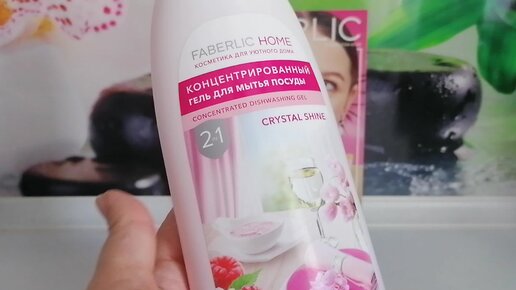 FABERLIC HOME
КОСМЕТИКА ДЛЯ УЮТНОГО ДОМА
КОНЦЕНТРИРОВАННЫЙ
ГЕЛЬ ДЛЯ МЫТЬЯ ПОСУДЫ
CONCENTRATED DISHWASHING GEL
CRYSTAL SHINE
2 in 1
RLIC